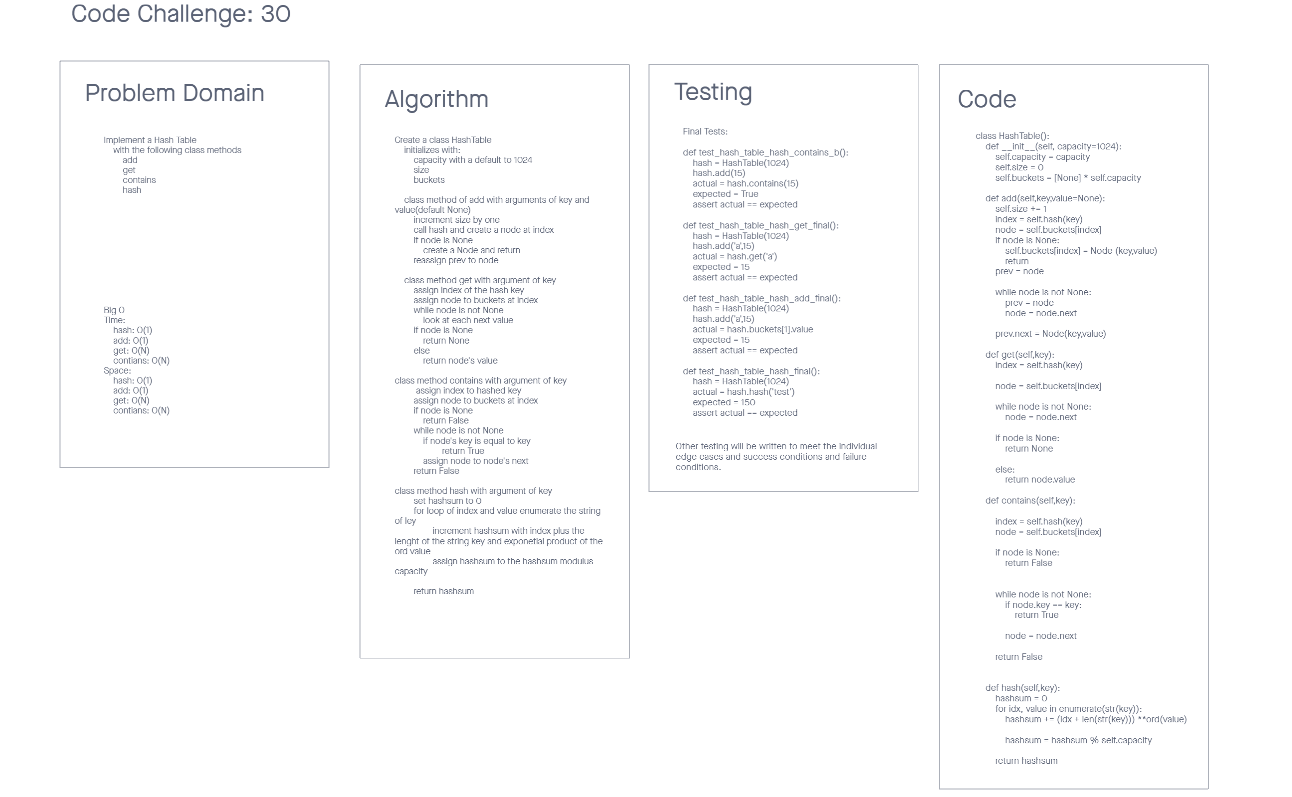 Code Challenge: 30
Problem Domain
Implement a Hash Table
with the following class methods
add
get
contains
hash
Big O
Time:
hash: O(1)
add: O(1)
get: O(N)
contians: O(N)
Space:
hash: O(1)
add: O(1)
get: O(N)
contians: O(N)
Algorithm
Create a class HashTable
initializes with:
capacity with a default to 1024
size
buckets
class method of add with arguments of key and
value(default None)
increment size by one
call hash and create a node at index
if node is None
create a Node and return
reassign prev to node
class method get with argument of key
assign index of the hash key
assign node to buckets at index
while node is not None
look at each next value
if node is None
return None
else
return node's value
class method contains with argument of key
assign index to hashed key
assign node to buckets at index
if node is None
return False
while node is not None
if node's key is equal to key
return True
assign node to node's next
return False
class method hash with argument of key
set hashsum to 0
for loop of index and value enumerate the string
of ley
increment hashsum with index plus the
lenght of the string key and exponetial product of the
ord value
assign hashsum to the hashsum modulus
capacity
return hashsum
Testing
Final Tests:
def test_hash_table_hash_contains_b():
hash = HashTable(1024)
hash.add(15)
actual = hash.contains(15)
expected = True
assert actual == expected
def test_hash_table_hash_get_final():
hash = HashTable(1024)
hash.add('a',15)
actual = hash.get('a')
expected = 15
assert actual == expected
def test_hash_table_hash_add_final():
hash = HashTable(1024)
hash.add('a',15)
actual = hash.buckets[1].value
expected = 15
assert actual == expected
def test_hash_table_hash_final():
hash = HashTable(1024)
actual = hash.hash('test')
expected = 150
assert actual == expected
Other testing will be written to meet the individual
edge cases and success conditions and failure
conditions.
Code
class HashTable():
def __init__(self, capacity=1024):
self.capacity = capacity
self.size = 0
self.buckets = [None] * self.capacity
def add(self,key,value=None):
self.size += 1
index = self.hash(key)
node = self.buckets[index]
if node is None:
self.buckets[index] = Node (key,value)
return
prev = node
while node is not None:
prev = node
node = node.next
prev.next = Node(key,value)
def get(self,key):
index = self.hash(key)
node = self.buckets[index]
while node is not None:
node = node.next
if node is None:
return None
else:
return node.value
def contains(self,key):
index = self.hash(key)
node = self.buckets[index]
if node is None:
return False
while node is not None:
if node.key == key:
return True
node = node.next
return False
def hash(self,key):
hashsum = 0
for idx, value in enumerate(str(key)):
hashsum += (idx + len(str(key))) **ord(value)
hashsum = hashsum % self.capacity
return hashsum